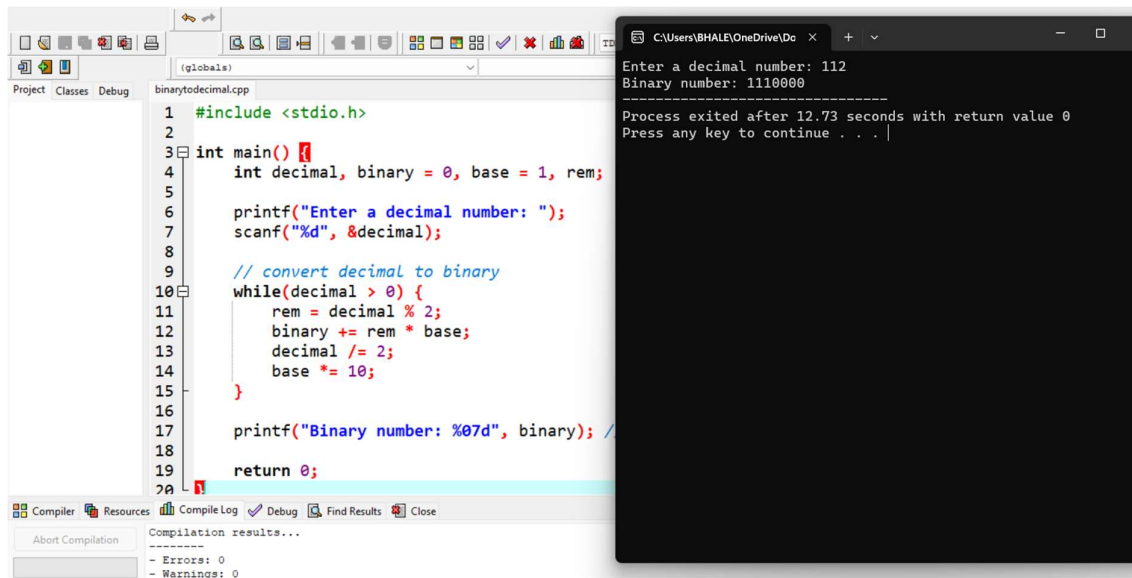 TD
(globals)
Project Classes Debug
binarytodecimal.cpp
1 #include <stdio.h>
2
3 int main() {
4 int decimal, binary = 0, base = 1, rem;
5
6 printf("Enter a decimal number: ");
7 scanf("%d", &decimal);
8
9 // convert decimal to binary
10 while(decimal > 0) {
11 rem = decimal % 2;
12 binary += rem * base;
13 decimal /= 2;
14 base *= 10;
15 }
16
17 printf("Binary number: %07d", binary); /
18
19 return 0;
20 }
Compiler Resources Compile Log Debug Find Results Close
Abort Compilation
Compilation results...
--------
- Errors: 0
- Warnings: 0
C:\Users\BHALE\OneDrive\Do
Enter a decimal number: 112
Binary number: 1110000
--------------------------------
Process exited after 12.73 seconds with return value 0
Press any key to continue . . .